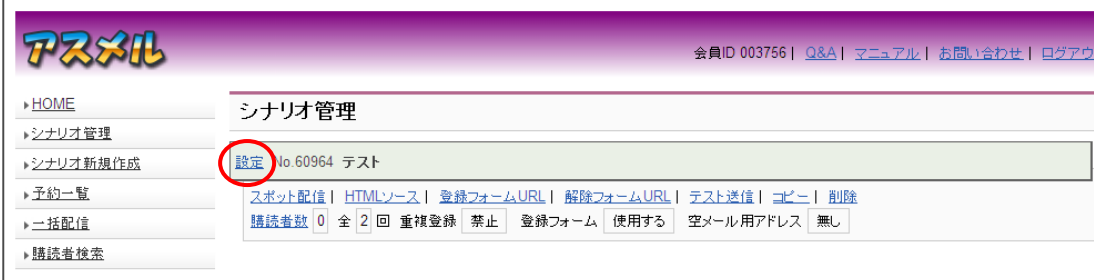 アスメル
会員ID 003756 | Q&A | マニュアル | お問い合わせ | ログアウ
▸HOME
▸シナリオ管理
▸シナリオ新規作成
▸予約一覧
▸一括配信
▸購読者検索
シナリオ管理
設定 No.60964 テスト
スポット配信 | HTMLソース | 登録フォームURL | 解除フォームURL | テスト送信 | コピー | 削除
購読者数 0 全 2 回 重複登録 禁止 登録フォーム 使用する 空メール用アドレス 無し